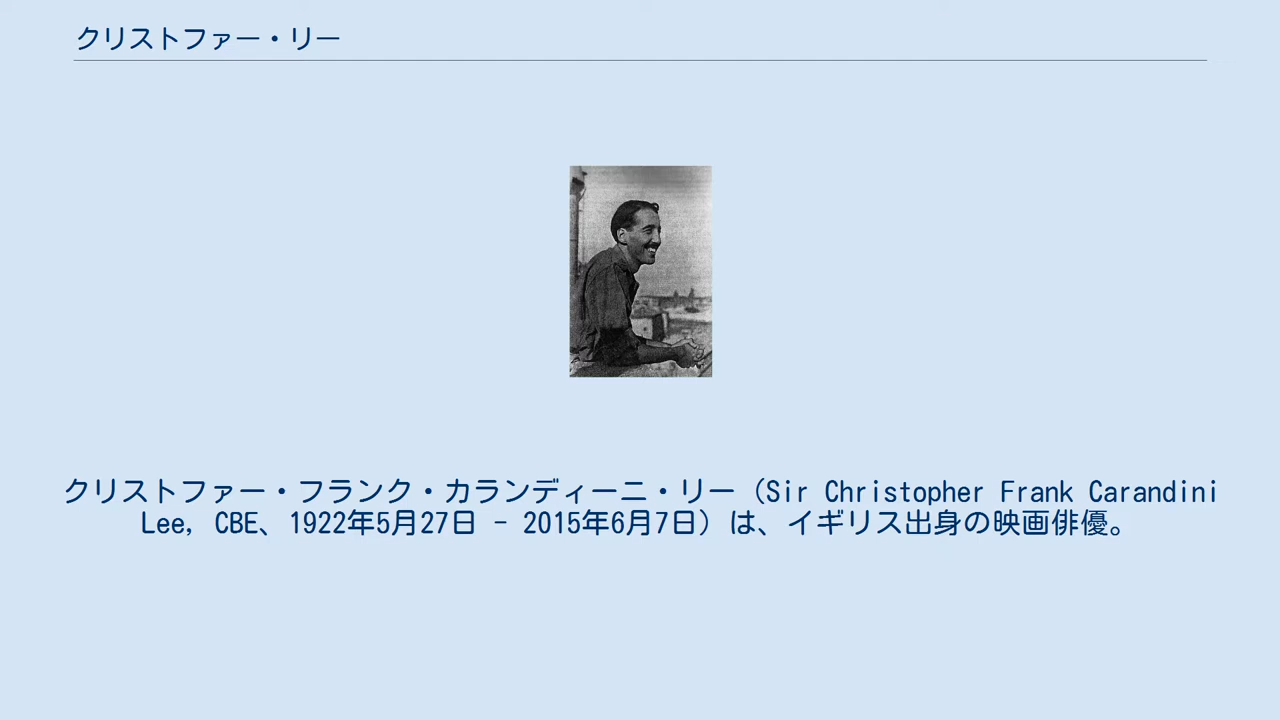 クリストファー・リー
クリストファー・フランク・カランディーニ・リー（Sir Christopher Frank Carandini
Lee, CBE、1922年5月27日 - 2015年6月7日）は、イギリス出身の映画俳優。